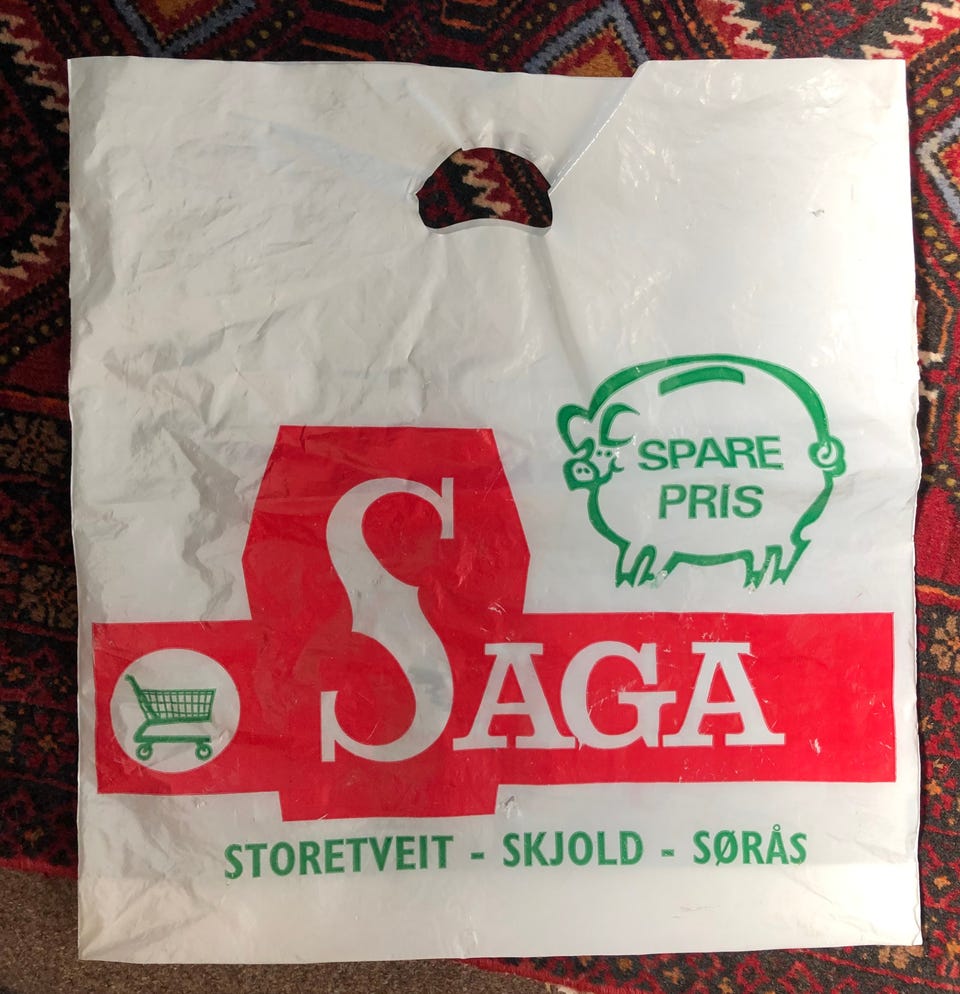 SPARE
PRIS
SAGA
STORETVEIT - SKJOLD - SØRÅS